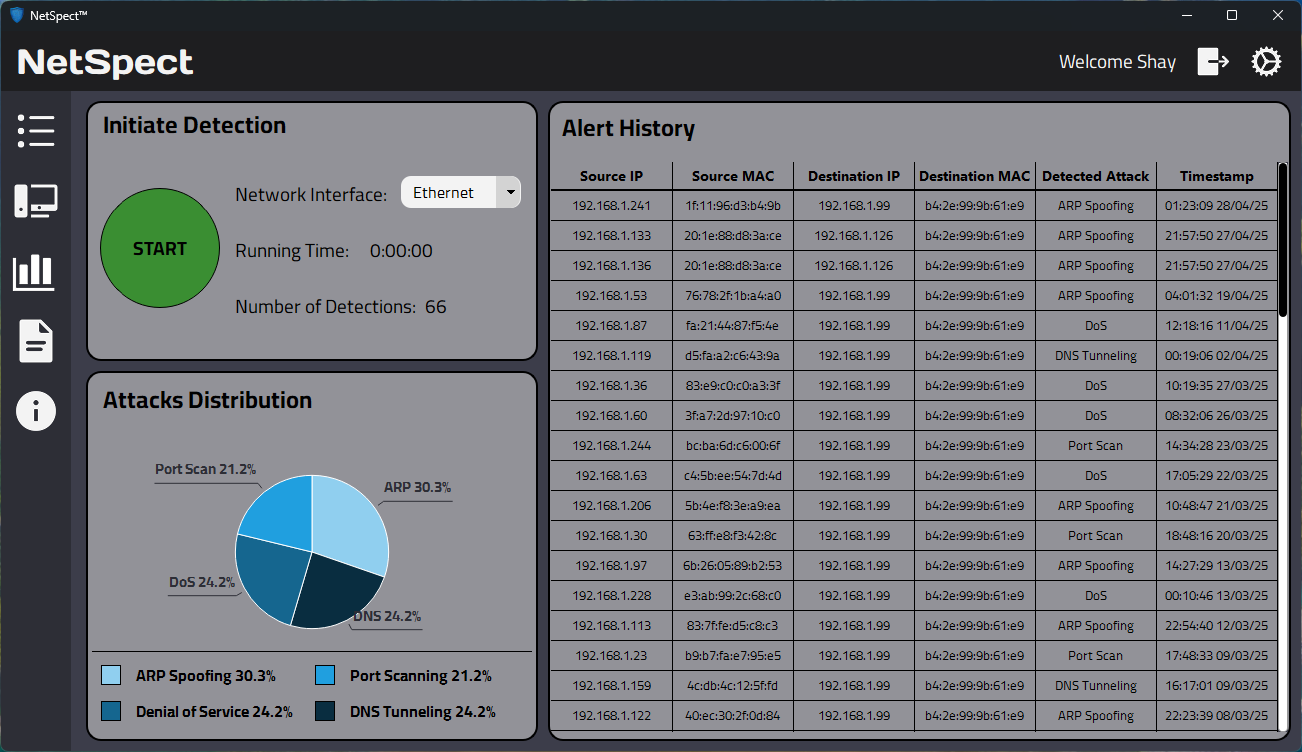 NetSpect™
NetSpect
Welcome Shay
Initiate Detection
START
Network Interface: Ethernet
Running Time: 0:00:00
Number of Detections: 66
Attacks Distribution
Port Scan 21.2%
ARP 30.3%
DoS 24.2%
DNS 24.2%
ARP Spoofing 30.3% Port Scanning 21.2%
Denial of Service 24.2% DNS Tunneling 24.2%
Alert History
Source IP Source MAC Destination IP Destination MAC Detected Attack Timestamp
192.168.1.241 1f:11:96:d3:b4:9b 192.168.1.99 b4:2e:99:9b:61:e9 ARP Spoofing 01:23:09 28/04/25
192.168.1.133 20:1e:88:d8:3a:ce 192.168.1.126 b4:2e:99:9b:61:e9 ARP Spoofing 21:57:50 27/04/25
192.168.1.136 20:1e:88:d8:3a:ce 192.168.1.126 b4:2e:99:9b:61:e9 ARP Spoofing 21:57:50 27/04/25
192.168.1.53 76:78:2f:1b:a4:a0 192.168.1.99 b4:2e:99:9b:61:e9 ARP Spoofing 04:01:32 19/04/25
192.168.1.87 fa:21:44:87:f5:4e 192.168.1.99 b4:2e:99:9b:61:e9 DoS 12:18:16 11/04/25
192.168.1.119 d5:fa:a2:c6:43:9a 192.168.1.99 b4:2e:99:9b:61:e9 DNS Tunneling 00:19:06 02/04/25
192.168.1.36 83:e9:c0:c0:a3:3f 192.168.1.99 b4:2e:99:9b:61:e9 DoS 10:19:35 27/03/25
192.168.1.60 3f:a7:2d:97:10:c0 192.168.1.99 b4:2e:99:9b:61:e9 DoS 08:32:06 26/03/25
192.168.1.244 bc:ba:6d:c6:00:6f 192.168.1.99 b4:2e:99:9b:61:e9 Port Scan 14:34:28 23/03/25
192.168.1.63 c4:5b:ee:54:7d:4d 192.168.1.99 b4:2e:99:9b:61:e9 DoS 17:05:29 22/03/25
192.168.1.206 5b:4e:f8:3e:a9:ea 192.168.1.99 b4:2e:99:9b:61:e9 ARP Spoofing 10:48:47 21/03/25
192.168.1.30 63:ff:e8:f3:42:8c 192.168.1.99 b4:2e:99:9b:61:e9 Port Scan 18:48:16 20/03/25
192.168.1.97 6b:26:05:89:b2:53 192.168.1.99 b4:2e:99:9b:61:e9 ARP Spoofing 14:27:29 13/03/25
192.168.1.228 e3:ab:99:2c:68:c0 192.168.1.99 b4:2e:99:9b:61:e9 DoS 00:10:46 13/03/25
192.168.1.113 83:7f:fe:d5:c8:c3 192.168.1.99 b4:2e:99:9b:61:e9 ARP Spoofing 22:54:40 12/03/25
192.168.1.23 b9:b7:fa:e7:95:e5 192.168.1.99 b4:2e:99:9b:61:e9 Port Scan 17:48:33 09/03/25
192.168.1.159 4c:db:4c:12:5f:fd 192.168.1.99 b4:2e:99:9b:61:e9 DNS Tunneling 16:17:01 09/03/25
192.168.1.122 40:ec:30:2f:0d:84 192.168.1.99 b4:2e:99:9b:61:e9 ARP Spoofing 22:23:39 08/03/25